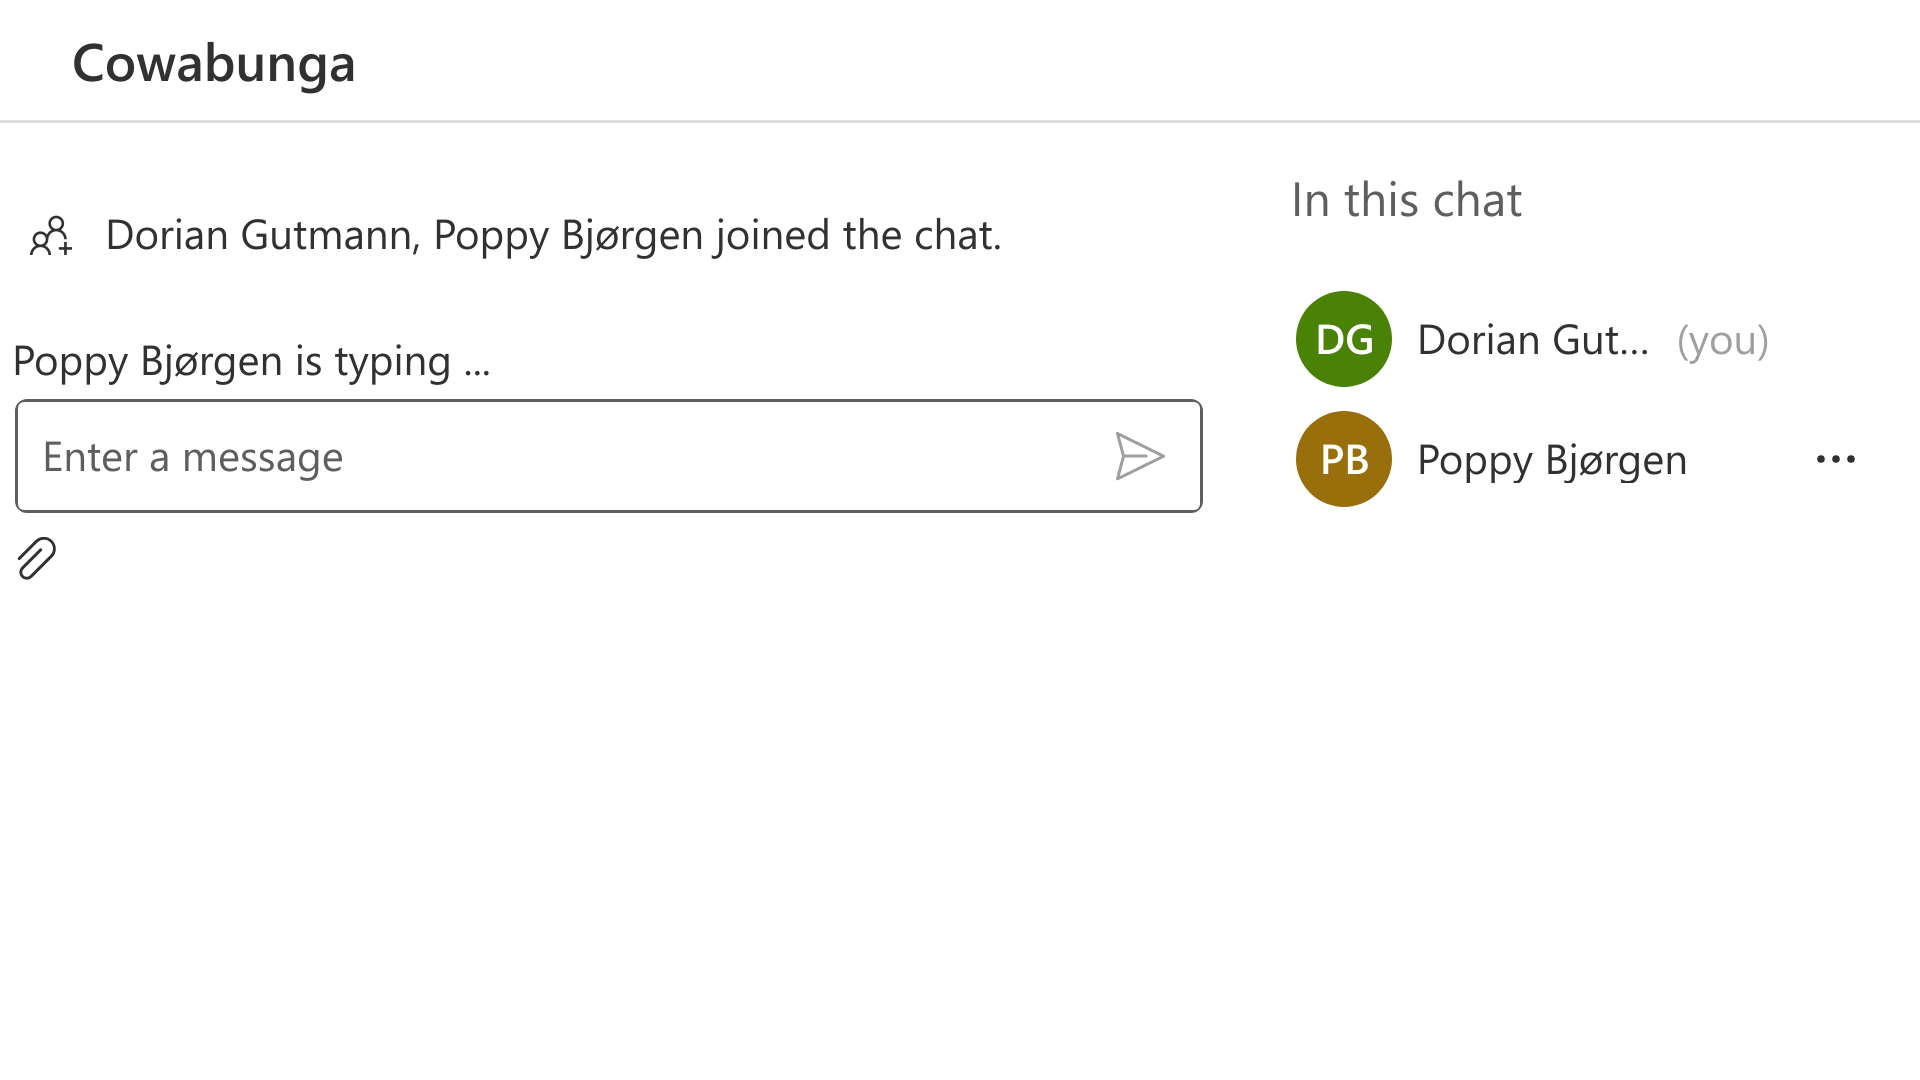 Cowabunga
Dorian Gutmann, Poppy Bjørgen joined the chat.
Poppy Bjørgen is typing ...
Enter a message
In this chat
DG Dorian Gut... (you)
PB Poppy Bjørgen